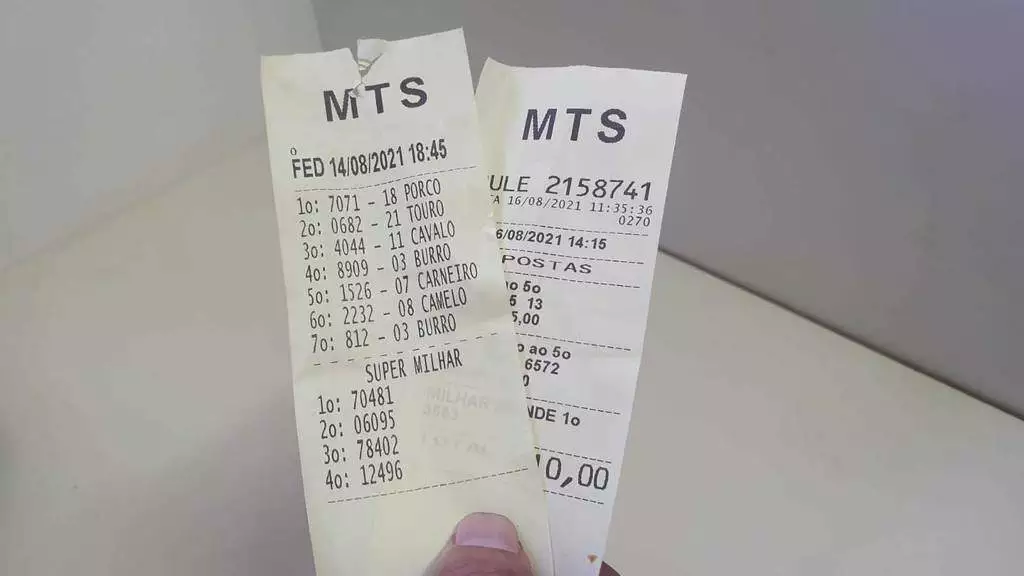 MTS
FED 14/08/2021 18:45
1o: 7071 - 18 PORCO
2o: 0682 - 21 TOURO
3o: 4044 - 11 CAVALO
4o: 8909 - 03 BURRO
5o: 1526 - 07 CARNEIRO
6o: 2232 - 08 CAMELO
7o: 812 - 03 BURRO
SUPER MILHAR
1o: 70481
2o: 06095
3o: 78402
4o: 12496
MILHAR
MTS
ULE 2158741
A 16/08/2021 11:35:36
0270
6/08/2021 14:15
POSTAS
o 5o
5 13
5,00
o ao 5o
6572
0
NDE 1o
10,00